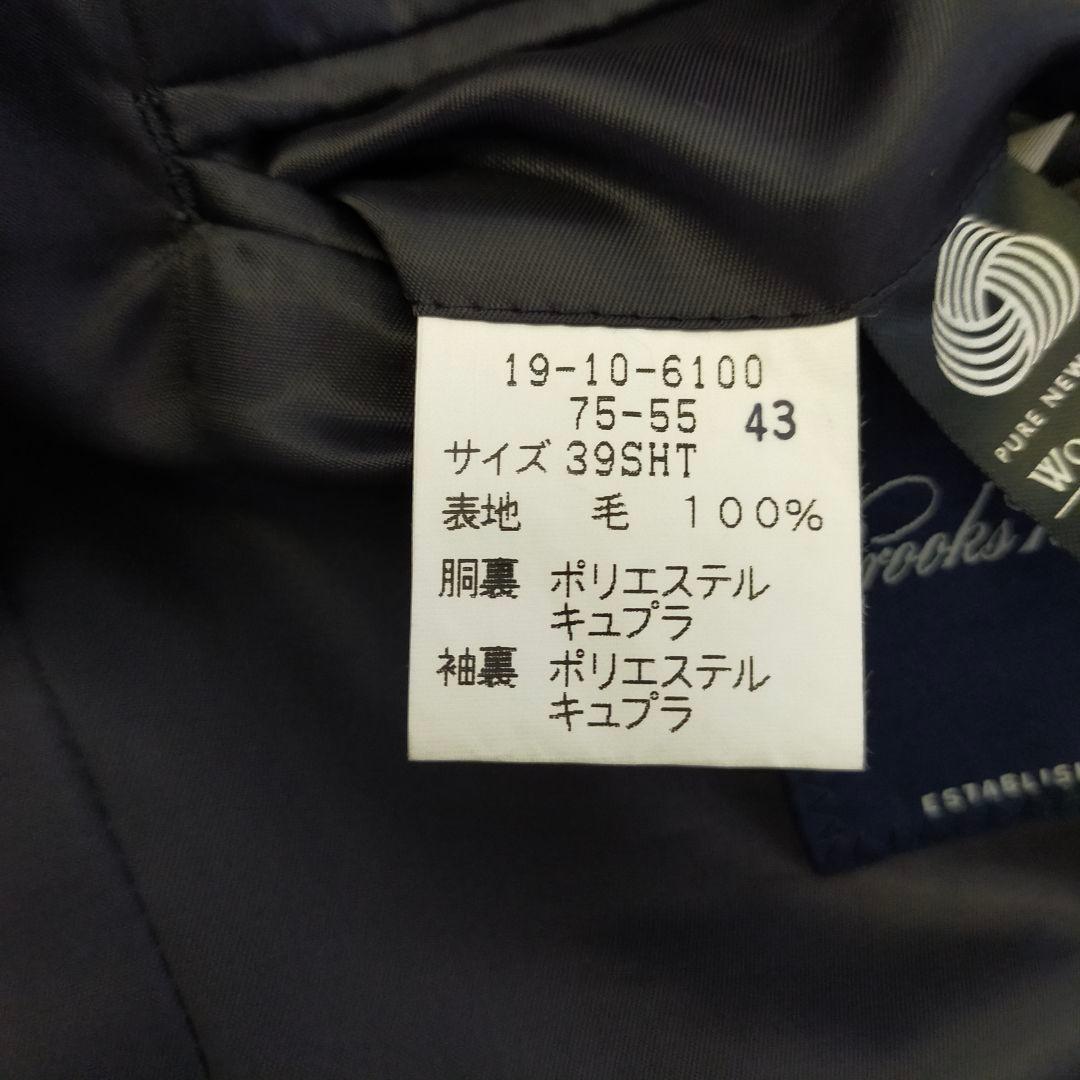 19-10-6100
75-55 43
サイズ 39SHT
表地 毛 100%
胴裏 ポリエステル
キュプラ
袖裏 ポリエステル
キュプラ
PURE NEW
WO
Brooks
ESTABLIS